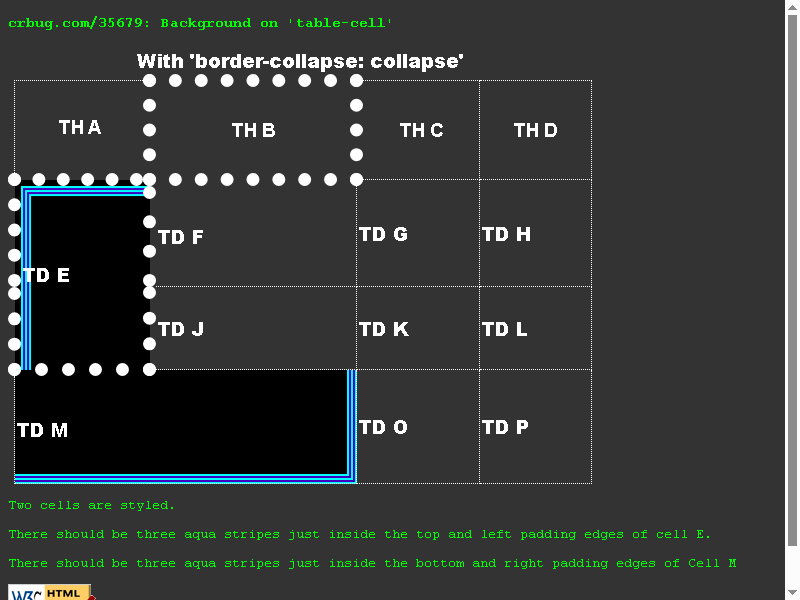 crbug.com/35679: Background on 'table-cell'
With 'border-collapse: collapse'
TH A TH B TH C TH D
TD E TD F TD G TD H
TD J TD K TD L
TD M TD O TD P
Two cells are styled.
There should be three aqua stripes just inside the top and left padding edges of cell E.
There should be three aqua stripes just inside the bottom and right padding edges of Cell M
W3C HTML